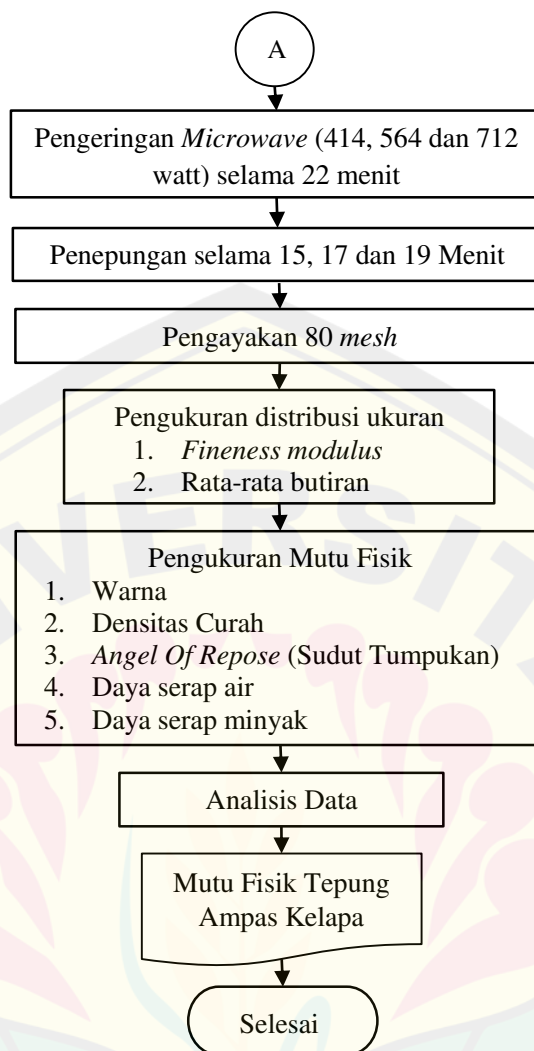 A
Pengeringan Microwave (414, 564 dan 712
watt) selama 22 menit
Penepungan selama 15, 17 dan 19 Menit
Pengayakan 80 mesh
Pengukuran distribusi ukuran
1. Fineness modulus
2. Rata-rata butiran
Pengukuran Mutu Fisik
1. Warna
2. Densitas Curah
3. Angel Of Repose (Sudut Tumpukan)
4. Daya serap air
5. Daya serap minyak
Analisis Data
Mutu Fisik Tepung
Ampas Kelapa
Selesai